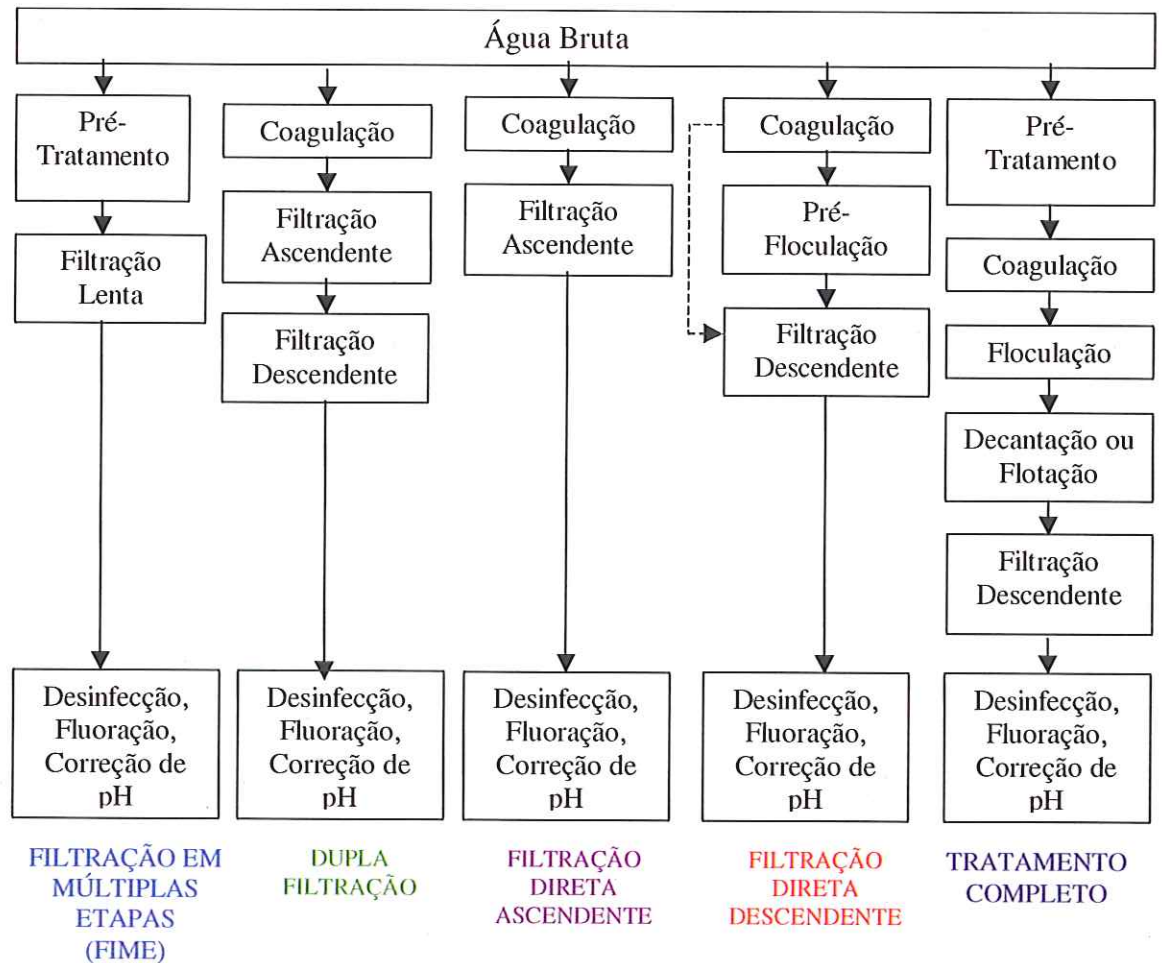 Água Bruta
Pré-
Tratamento
Filtração
Lenta
Desinfecção,
Fluoração,
Correção de
pH
FILTRAÇÃO EM
MÚLTIPLAS
ETAPAS
(FIME)
Coagulação
Filtração
Ascendente
Filtração
Descendente
Desinfecção,
Fluoração,
Correção de
pH
DUPLA
FILTRAÇÃO
Coagulação
Filtração
Ascendente
Desinfecção,
Fluoração,
Correção de
pH
FILTRAÇÃO
DIRETA
ASCENDENTE
Coagulação
Pré-
Floculação
Filtração
Descendente
Desinfecção,
Fluoração,
Correção de
pH
FILTRAÇÃO
DIRETA
DESCENDENTE
Pré-
Tratamento
Coagulação
Floculação
Decantação ou
Flotação
Filtração
Descendente
Desinfecção,
Fluoração,
Correção de
pH
TRATAMENTO
COMPLETO